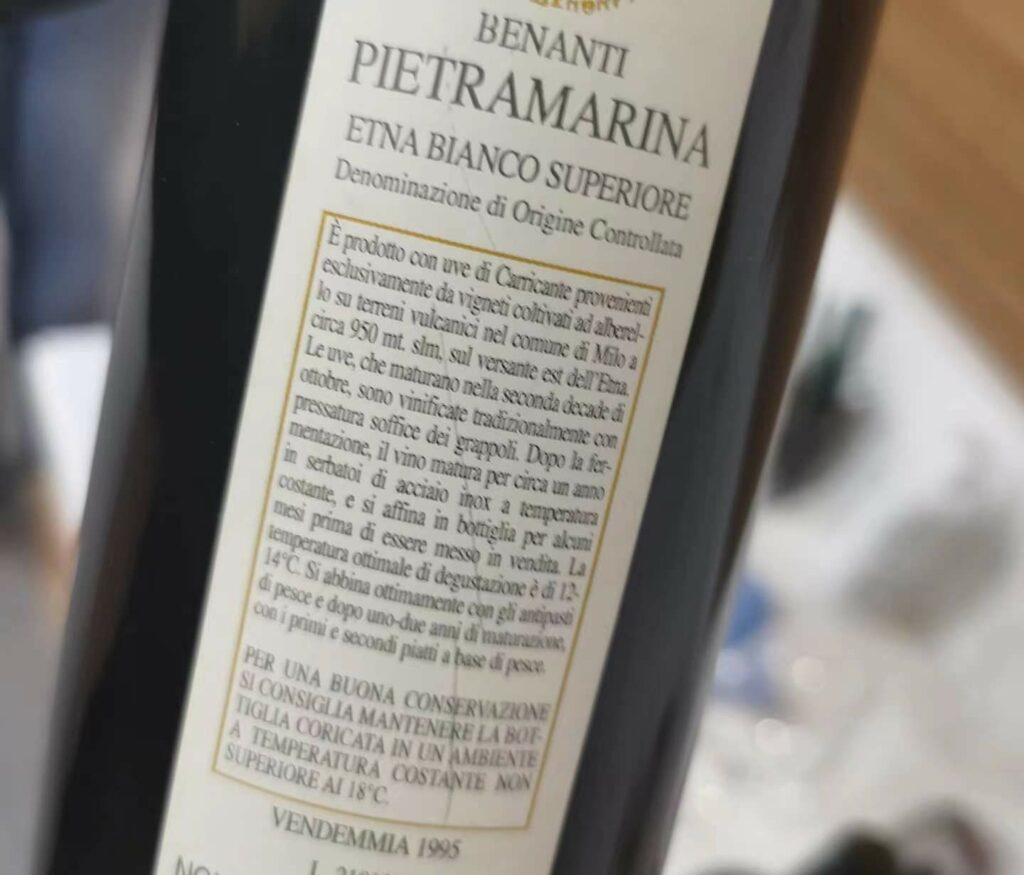 BENANTI
PIETRAMARINA
ETNA BIANCO SUPERIORE
Denominazione di Origine Controllata
È prodotto con uve di Carricante provenienti
esclusivamente da vigneti coltivati ad alberel-
lo su terreni vulcanici nel comune di Milo a
circa 950 mt. slm, sul versante est dell'Etna.
Le uve, che maturano nella seconda decade di
ottobre, sono vinificate tradizionalmente con
pressatura soffice dei grappoli. Dopo la fer-
mentazione, il vino matura per circa un anno
in serbatoi di acciaio inox a temperatura
costante, e si affina in bottiglia per alcuni
mesi prima di essere messo in vendita. La
temperatura ottimale di degustazione è di 12-
14°C. Si abbina ottimamente con gli antipasti
di pesce e dopo uno-due anni di maturazione,
con i primi e secondi piatti a base di pesce.
PER UNA BUONA CONSERVAZIONE
SI CONSIGLIA MANTENERE LA BOT-
TIGLIA CORICATA IN UN AMBIENTE
A TEMPERATURA COSTANTE NON
SUPERIORE AI 18°C.
VENDEMMIA 1995